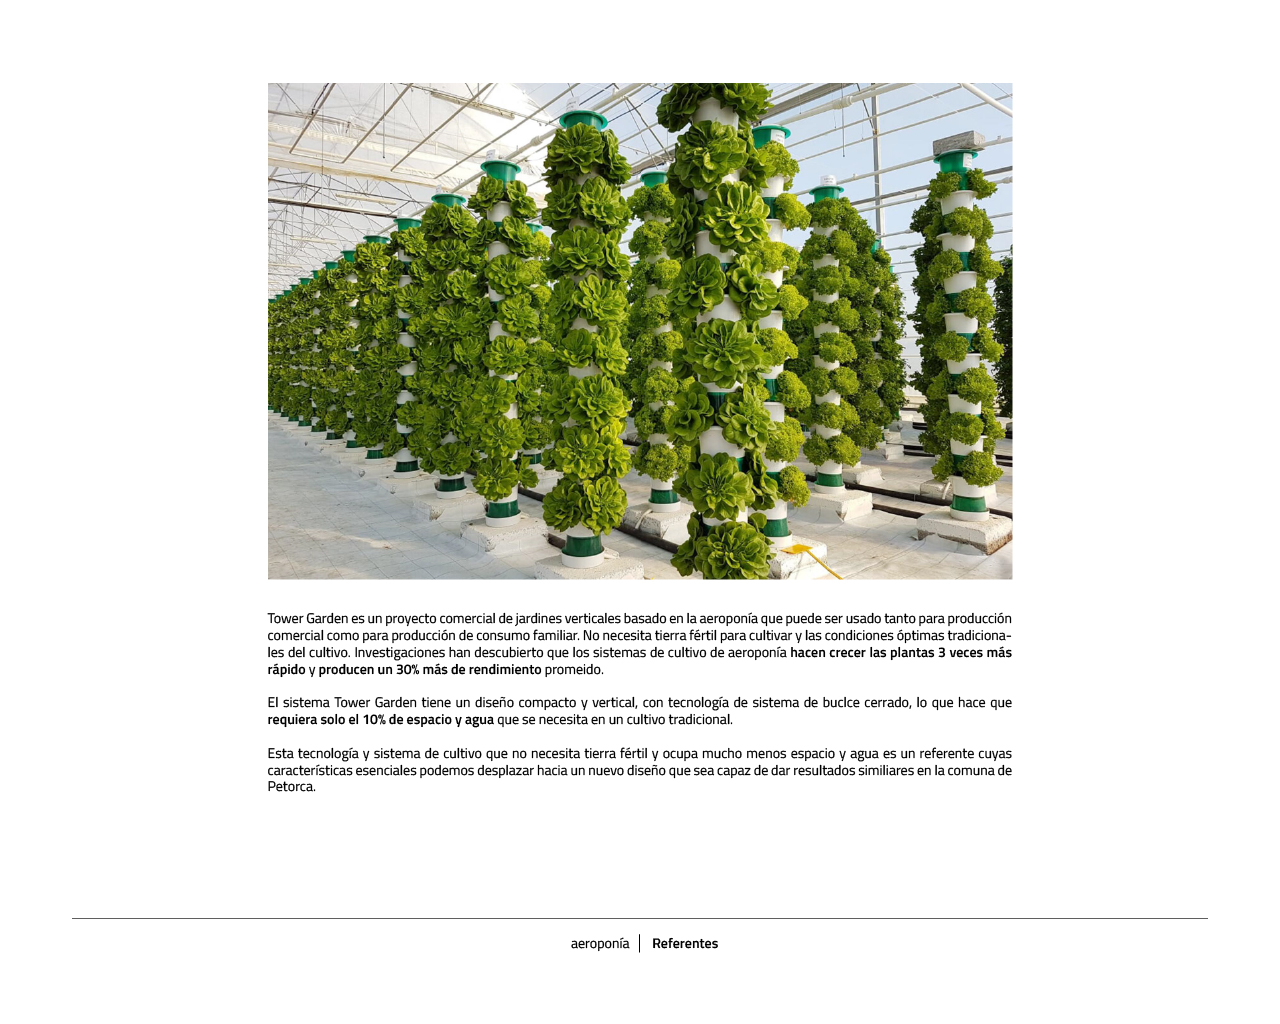 Tower Garden es un proyecto comercial de jardines verticales basado en la aeroponía que puede ser usado tanto para producción
comercial como para producción de consumo familiar. No necesita tierra fértil para cultivar y las condiciones óptimas tradiciona-
les del cultivo. Investigaciones han descubierto que los sistemas de cultivo de aeroponía hacen crecer las plantas 3 veces más
rápido y producen un 30% más de rendimiento promeido.
El sistema Tower Garden tiene un diseño compacto y vertical, con tecnología de sistema de buclce cerrado, lo que hace que
requiera solo el 10% de espacio y agua que se necesita en un cultivo tradicional.
Esta tecnología y sistema de cultivo que no necesita tierra fértil y ocupa mucho menos espacio y agua es un referente cuyas
características esenciales podemos desplazar hacia un nuevo diseño que sea capaz de dar resultados similiares en la comuna de
Petorca.
aeroponía | Referentes